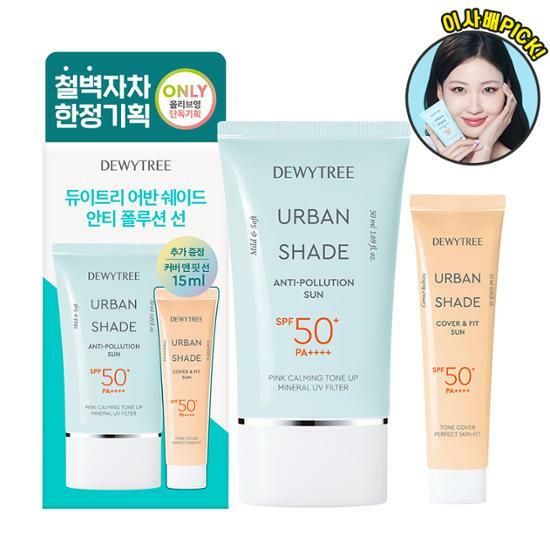 이사배PICK!
철벽자차
한정기획
ONLY
올리브영
단독기획
DEWYTREE
듀이트리 어반 쉐이드
안티 폴루션 선
추가 증정
커버 앤 핏 선
15ml
DEWYTREE
Mild & Soft
URBAN
SHADE
ANTI-POLLUTION
SUN
SPF 50+
PA++++
PINK CALMING TONE UP
MINERAL UV FILTER
DEWYTREE
URBAN
SHADE
COVER & FIT
SUN
SPF 50+
PA++++
TONE COVER
PERFECT SKIN FIT
DEWYTREE
Mild & Soft
50 ml 1.69 fl. oz.
URBAN
SHADE
ANTI-POLLUTION
SUN
SPF 50+
PA++++
PINK CALMING TONE UP
MINERAL UV FILTER
DEWYTREE
URBAN
SHADE
COVER & FIT
SUN
SPF 50+
PA++++
TONE COVER
PERFECT SKIN FIT